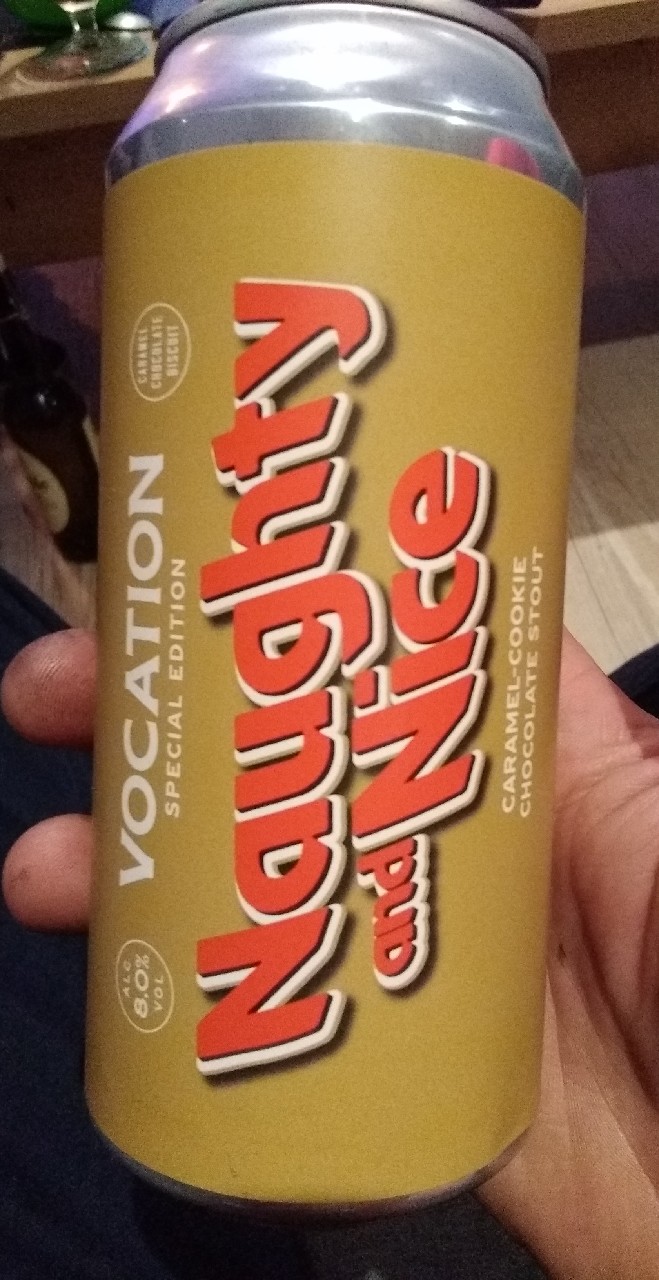 VOCATION
SPECIAL EDITION
CARAMEL
CHOCOLATE
BISCUIT
ALC
8.0%
VOL
Naughty
and Nice
CARAMEL-COOKIE
CHOCOLATE STOUT